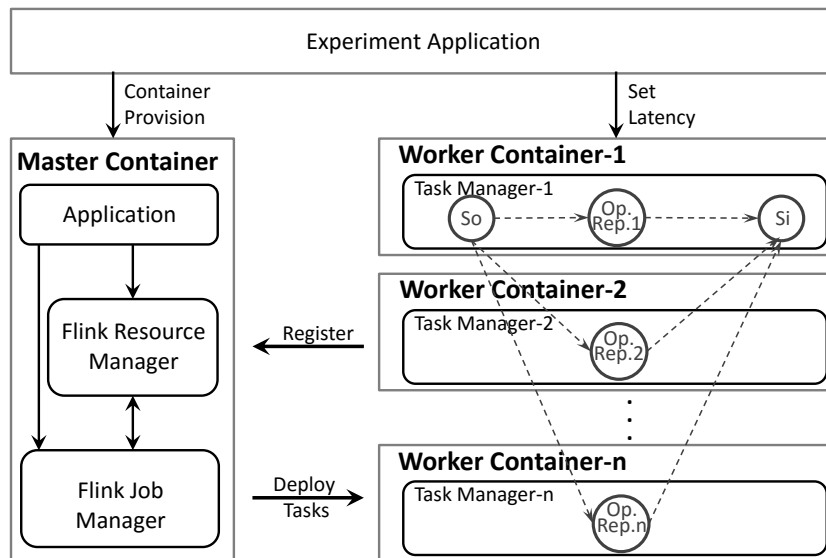 Experiment Application
Container
Provision
Set
Latency
Master Container
Application
Flink Resource
Manager
Flink Job
Manager
Register
Deploy
Tasks
Worker Container-1
Task Manager-1
So
Op.
Rep.1
Si
Worker Container-2
Task Manager-2
Op.
Rep.2
Worker Container-n
Task Manager-n
Op.
Rep.n